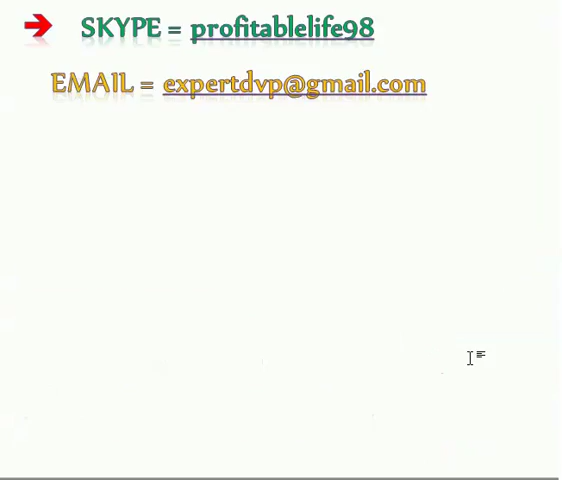 SKYPE = profitablelife98
EMAIL = expertdvp@gmail.com